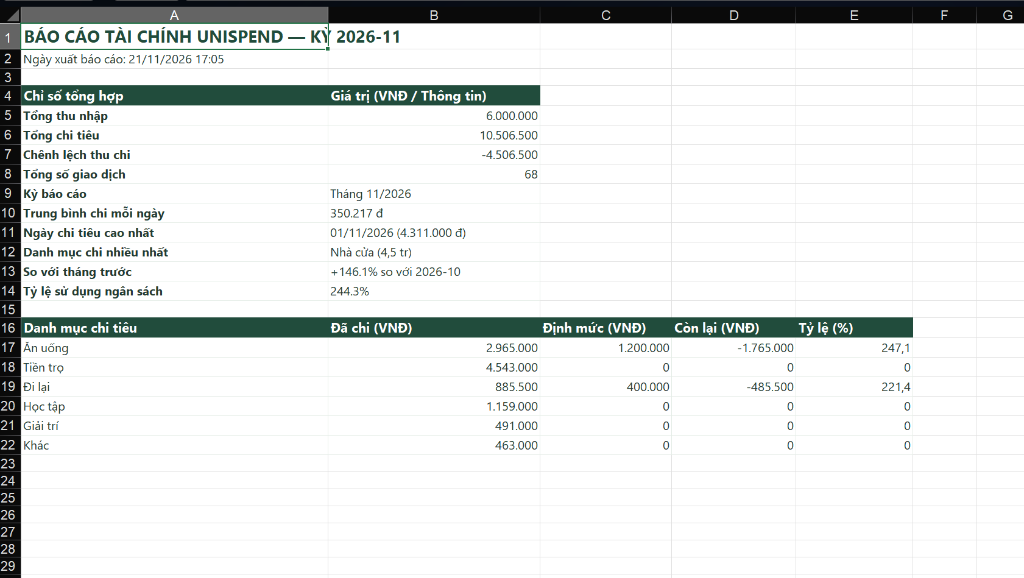 A B C D E F G
1 BÁO CÁO TÀI CHÍNH UNISPEND — KỲ 2026-11
2 Ngày xuất báo cáo: 21/11/2026 17:05
3
4 Chỉ số tổng hợp Giá trị (VNĐ / Thông tin)
5 Tổng thu nhập 6.000.000
6 Tổng chi tiêu 10.506.500
7 Chênh lệch thu chi -4.506.500
8 Tổng số giao dịch 68
9 Kỳ báo cáo Tháng 11/2026
10 Trung bình chi mỗi ngày 350.217 đ
11 Ngày chi tiêu cao nhất 01/11/2026 (4.311.000 đ)
12 Danh mục chi nhiều nhất Nhà cửa (4,5 tr)
13 So với tháng trước +146.1% so với 2026-10
14 Tỷ lệ sử dụng ngân sách 244.3%
15
16 Danh mục chi tiêu Đã chi (VNĐ) Định mức (VNĐ) Còn lại (VNĐ) Tỷ lệ (%)
17 Ăn uống 2.965.000 1.200.000 -1.765.000 247,1
18 Tiền trọ 4.543.000 0 0 0
19 Đi lại 885.500 400.000 -485.500 221,4
20 Học tập 1.159.000 0 0 0
21 Giải trí 491.000 0 0 0
22 Khác 463.000 0 0 0
23
24
25
26
27
28
29